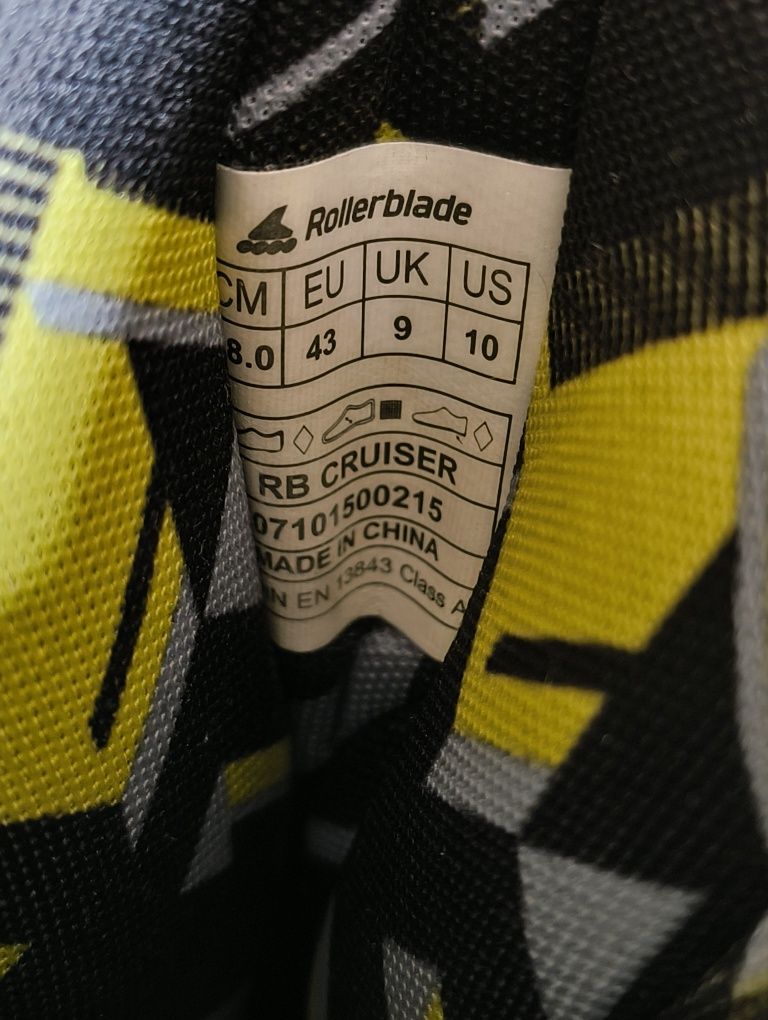 Rollerblade
CM EU UK US
8.0 43 9 10
RB CRUISER
07101500215
MADE IN CHINA
IN EN 13843 Class A